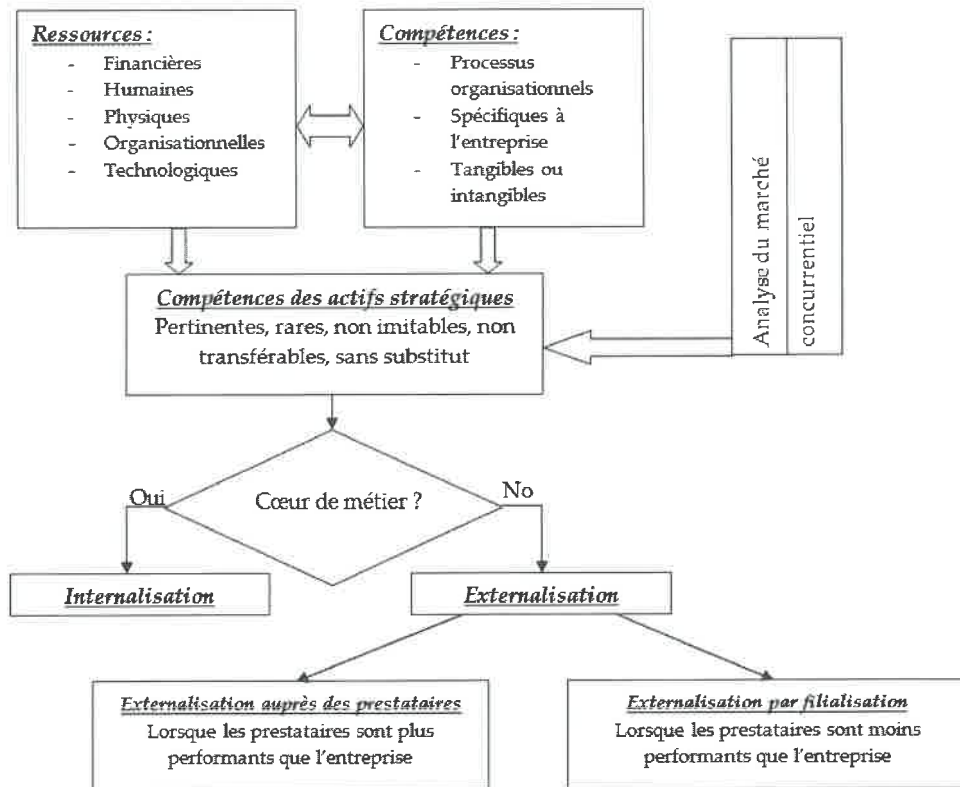 Ressources :
- Financières
- Humaines
- Physiques
- Organisationnelles
- Technologiques
Compétences :
- Processus
organisationnels
- Spécifiques à
l'entreprise
- Tangibles ou
intangibles
Analyse du marché
concurrentiel
Compétences des actifs stratégiques
Pertinentes, rares, non imitables, non
transférables, sans substitut
Cœur de métier ?
Oui
No
Internalisation
Externalisation
Externalisation auprès des prestataires
Lorsque les prestataires sont plus
performants que l'entreprise
Externalisation par filialisation
Lorsque les prestataires sont moins
performants que l'entreprise